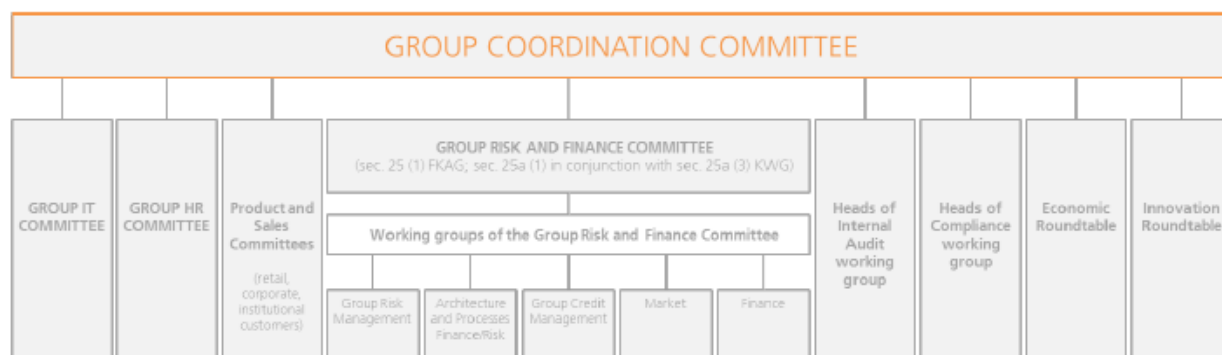 GROUP COORDINATION COMMITTEE
GROUP IT
COMMITTEE
GROUP HR
COMMITTEE
Product and
Sales
Committees
(retail,
corporate,
institutional
customers)
GROUP RISK AND FINANCE COMMITTEE
(sec. 25 (1) FKAG; sec. 25a (1) in conjunction with sec. 25a (3) KWG)
Working groups of the Group Risk and Finance Committee
Group Risk
Management
Architecture
and Processes
Finance/Risk
Group Credit
Management
Market
Finance
Heads of
Internal
Audit
working
group
Heads of
Compliance
working
group
Economic
Roundtable
Innovation
Roundtable